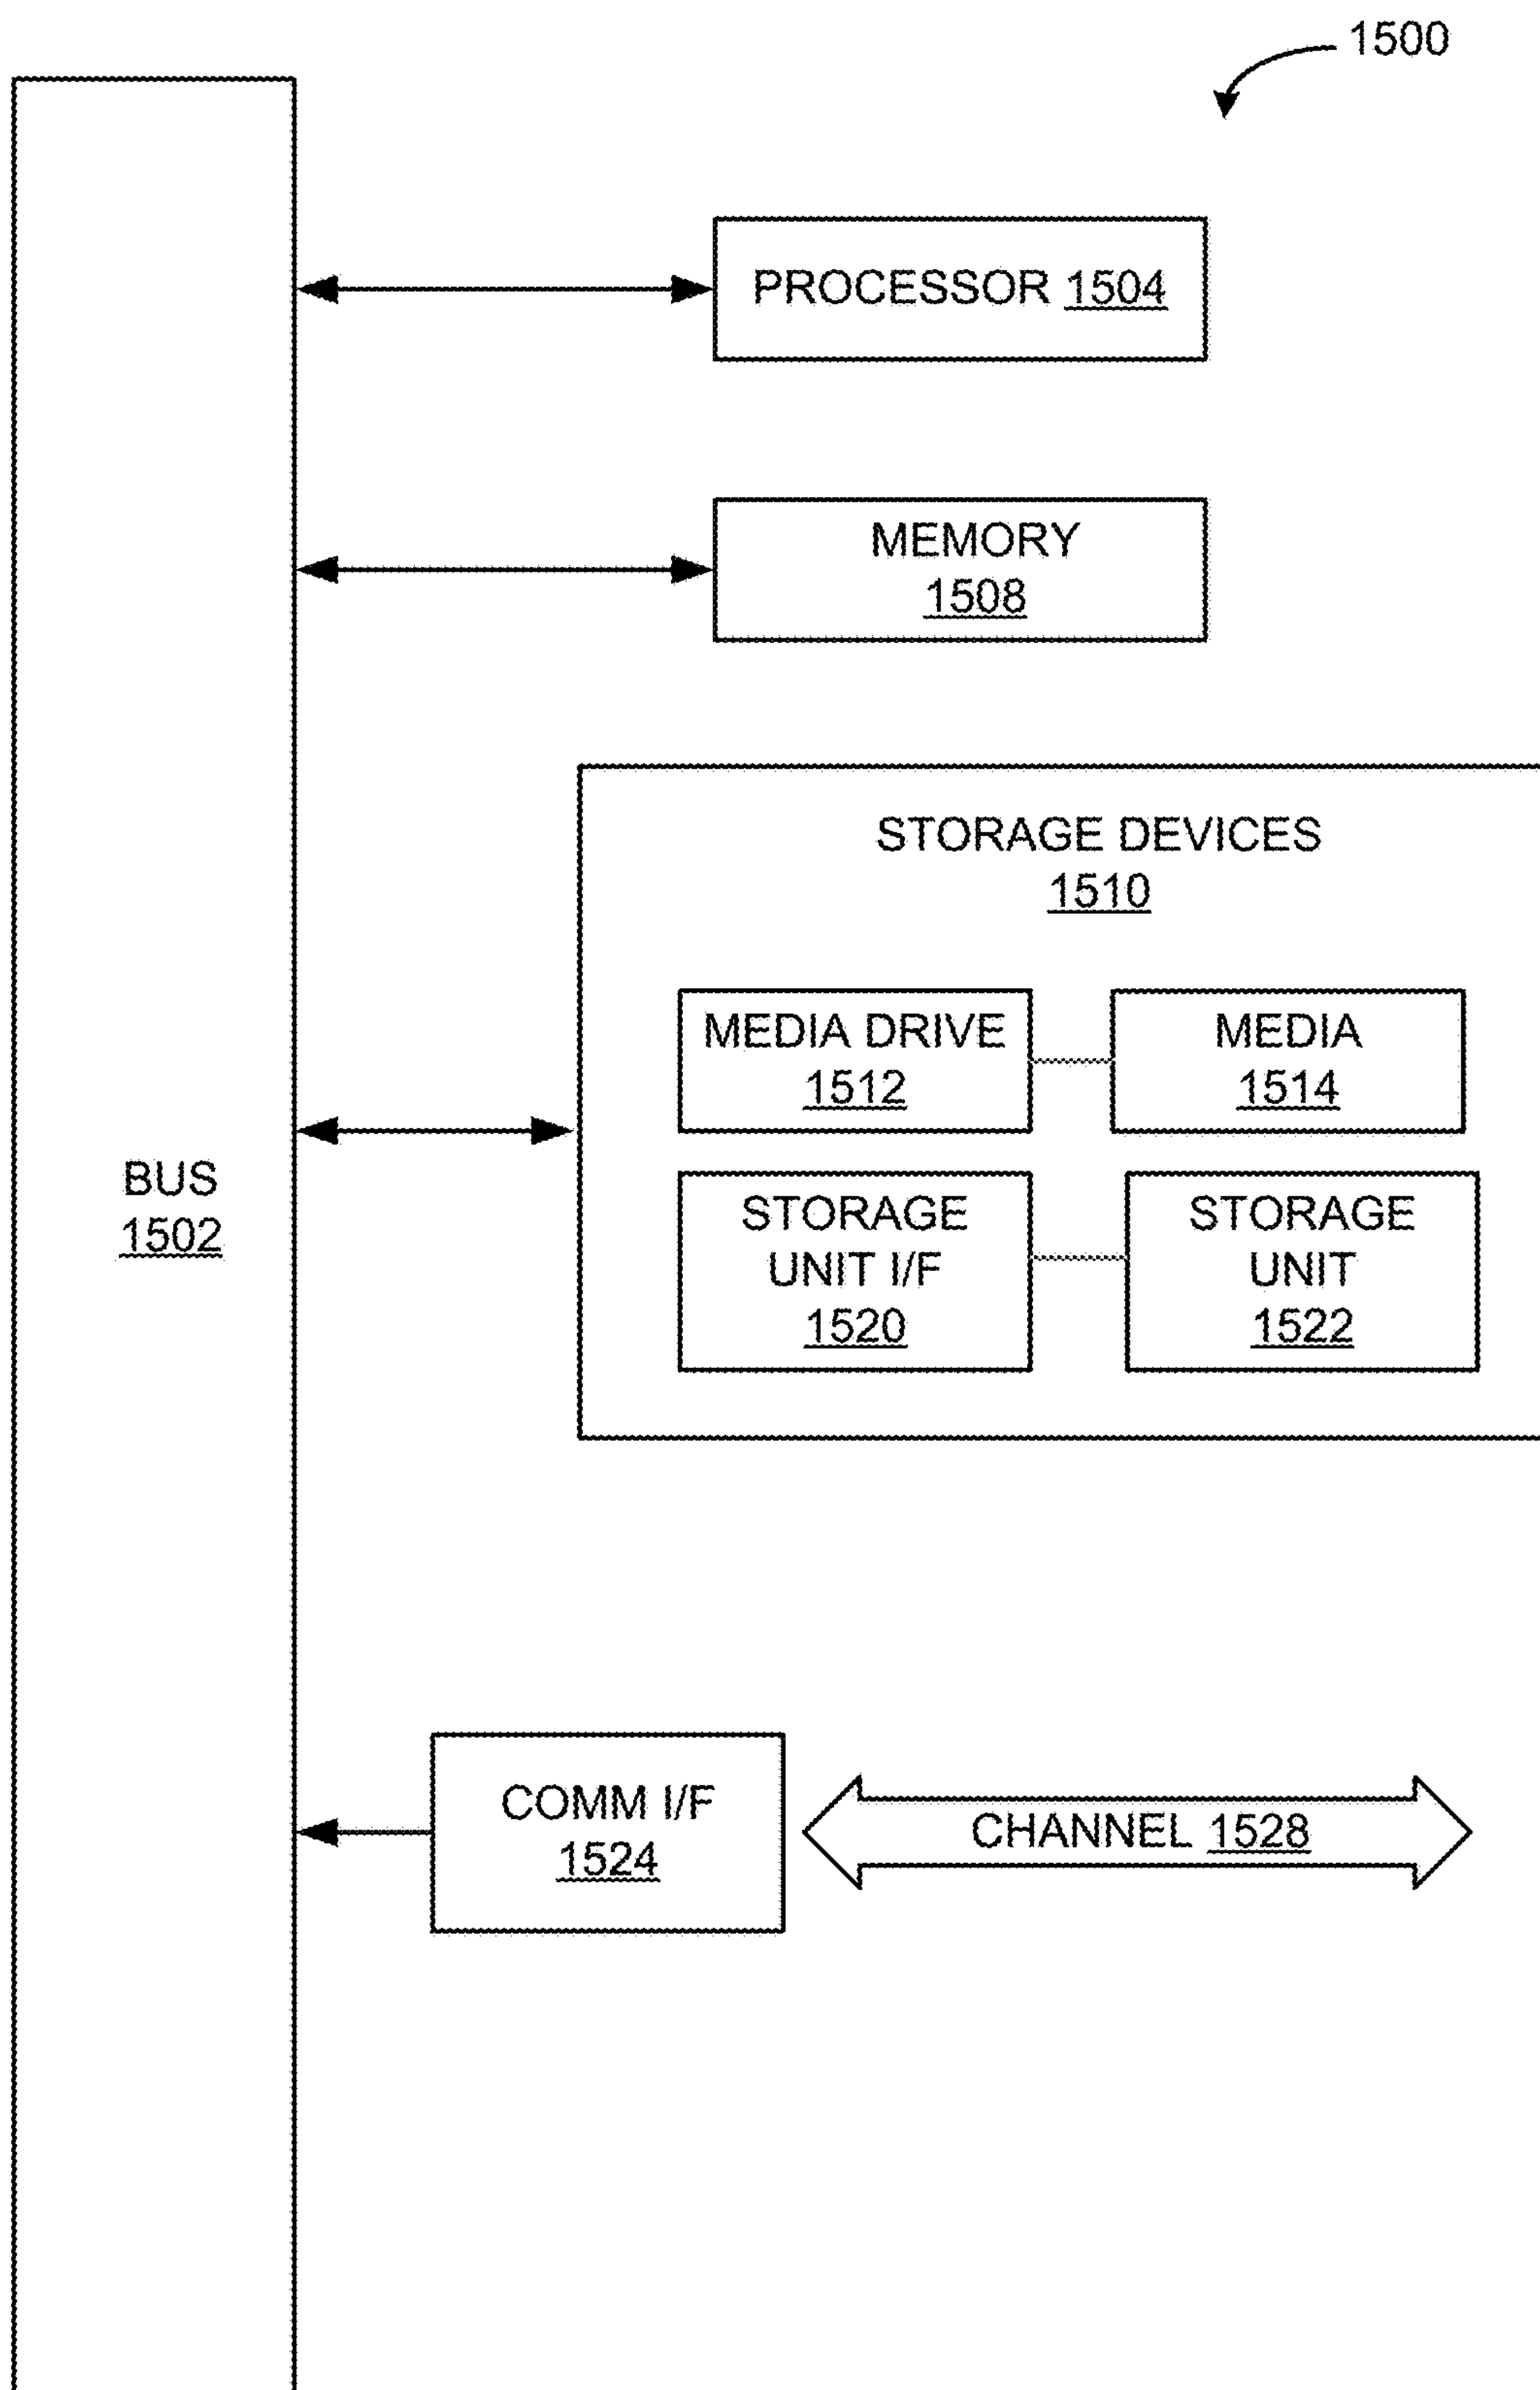 1500
PROCESSOR 1504
MEMORY
1508
STORAGE DEVICES
1510
MEDIA DRIVE
1512
MEDIA
1514
BUS
1502
STORAGE
UNIT I/F
1520
STORAGE
UNIT
1522
COMM I/F
1524
CHANNEL 1528